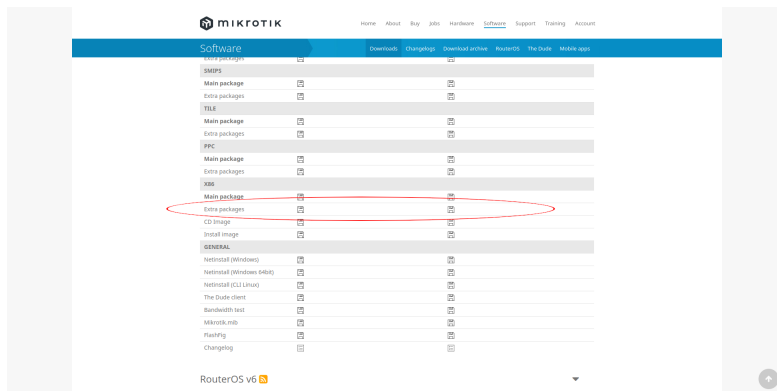 MIKROTIK
Home About Buy Jobs Hardware Software Support Training Account
Software
Downloads Changelogs Download archive RouterOS The Dude Mobile apps
Extra packages
SMIPS
Main package
Extra packages
TILE
Main package
Extra packages
PPC
Main package
Extra packages
X86
Main package
Extra packages
CD Image
Install image
GENERAL
Netinstall (Windows)
Netinstall (Windows 64bit)
Netinstall (CLI Linux)
The Dude client
Bandwidth test
Mikrotik.mib
FlashFig
Changelog
RouterOS v6